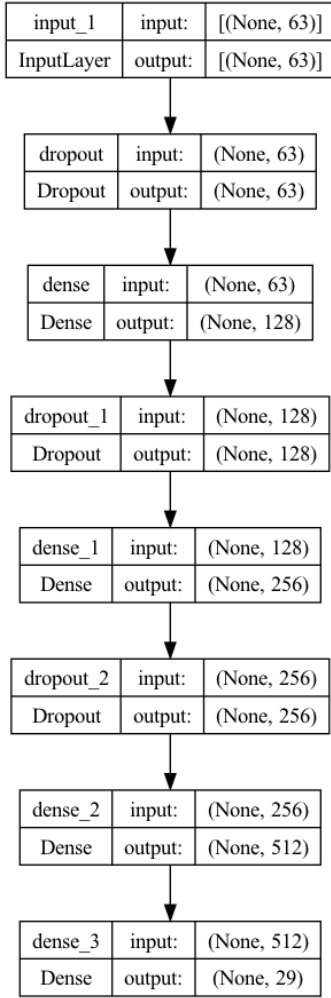 input_1 input: [(None, 63)]
InputLayer output: [(None, 63)]
dropout input: (None, 63)
Dropout output: (None, 63)
dense input: (None, 63)
Dense output: (None, 128)
dropout_1 input: (None, 128)
Dropout output: (None, 128)
dense_1 input: (None, 128)
Dense output: (None, 256)
dropout_2 input: (None, 256)
Dropout output: (None, 256)
dense_2 input: (None, 256)
Dense output: (None, 512)
dense_3 input: (None, 512)
Dense output: (None, 29)